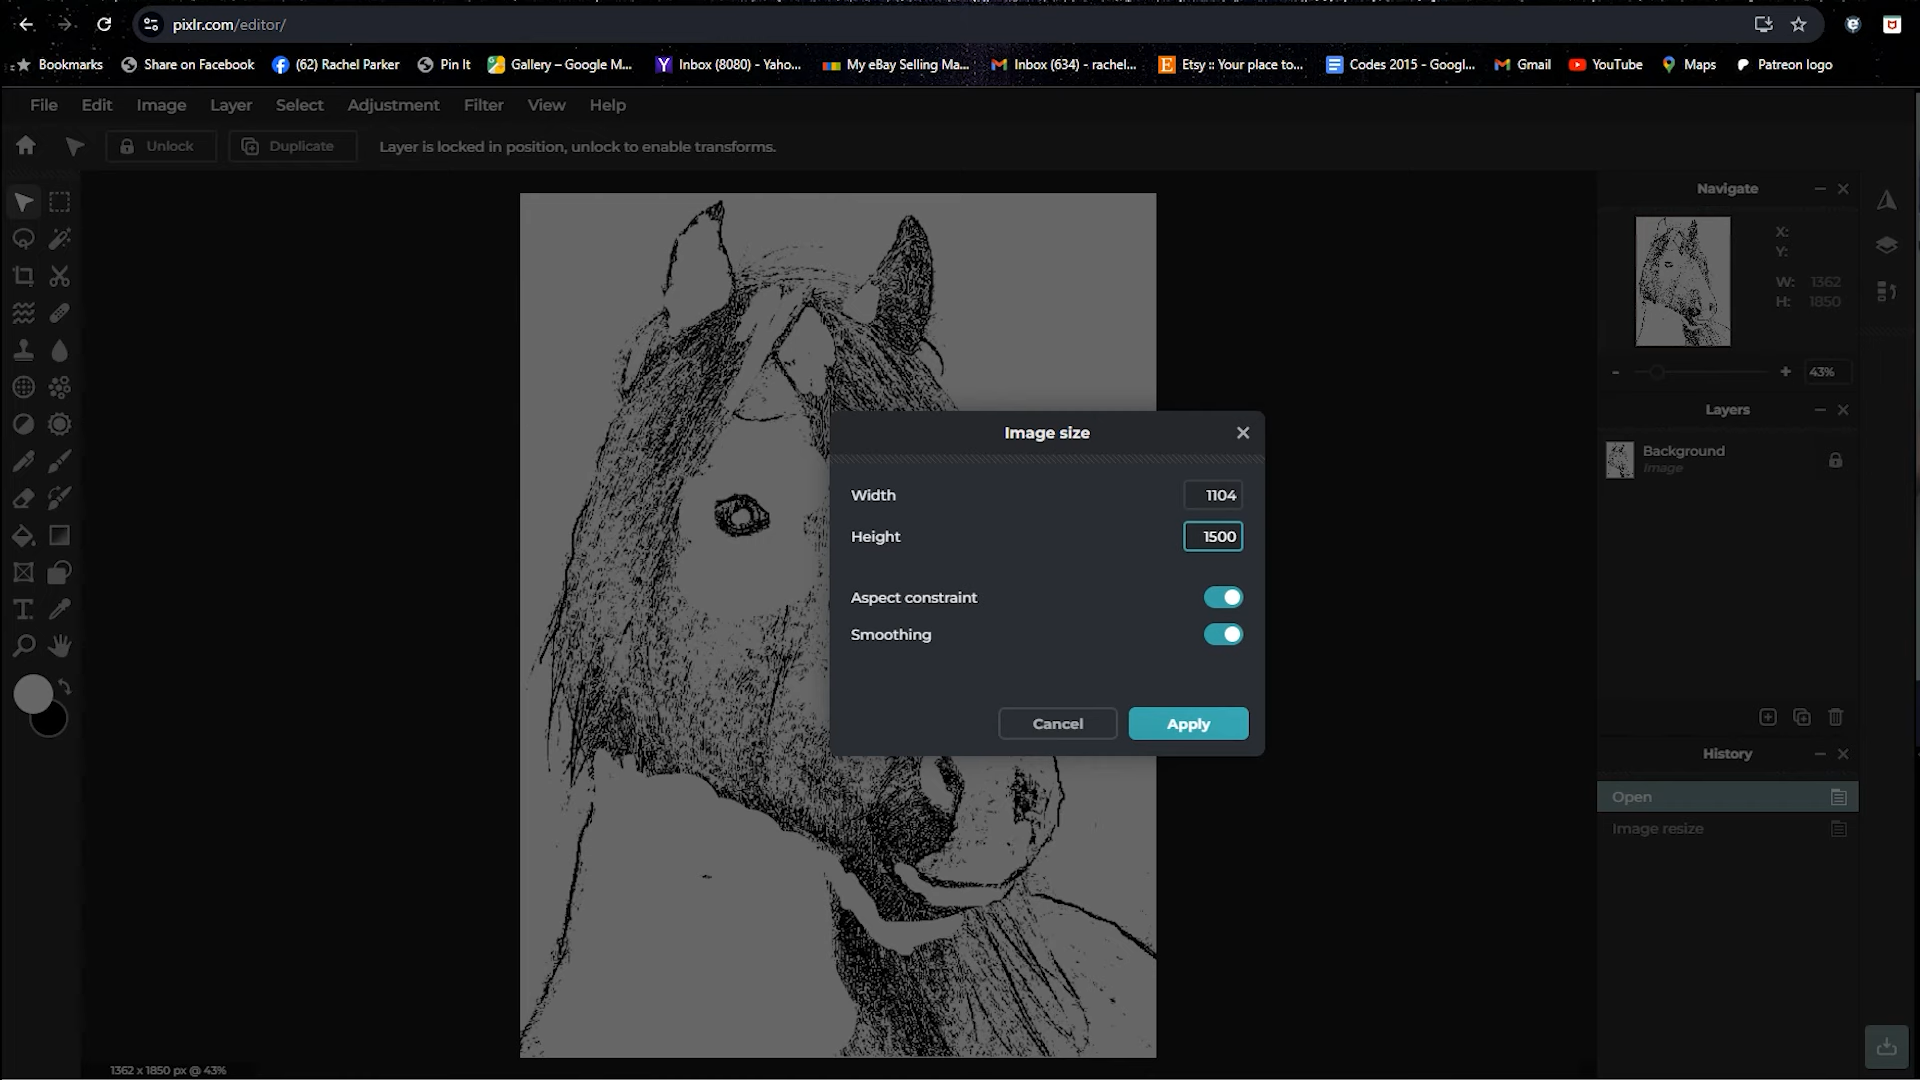 pixlr.com/editor/
Bookmarks Share on Facebook (62) Rachel Parker Pin It Gallery – Google M... Inbox (8080) - Yaho... My eBay Selling Ma... Inbox (634) - rachel... Etsy :: Your place to... Codes 2015 - Googl... Gmail YouTube Maps Patreon logo
File Edit Image Layer Select Adjustment Filter View Help
Unlock Duplicate Layer is locked in position, unlock to enable transforms.
Navigate
X:
Y:
W: 1362
H: 1850
- + 43%
Layers
Background
Image
Image size
Width 1104
Height 1500
Aspect constraint
Smoothing
Cancel Apply
History
Open
Image resize
1362 x 1850 px @ 43%